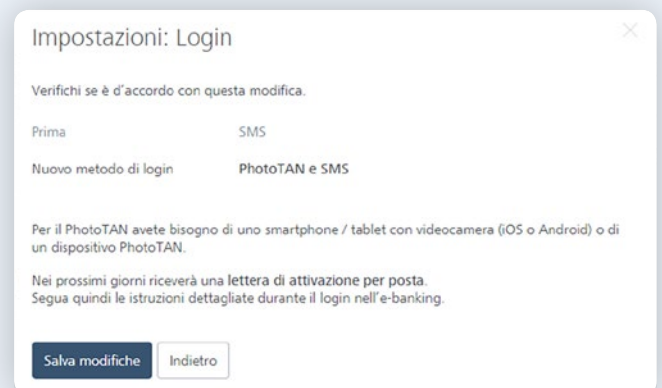 Impostazioni: Login
Verifichi se è d'accordo con questa modifica.
Prima SMS
Nuovo metodo di login PhotoTAN e SMS
Per il PhotoTAN avete bisogno di uno smartphone / tablet con videocamera (iOS o Android) o di
un dispositivo PhotoTAN.
Nei prossimi giorni riceverà una lettera di attivazione per posta.
Segua quindi le istruzioni dettagliate durante il login nell'e-banking.
Salva modifiche Indietro